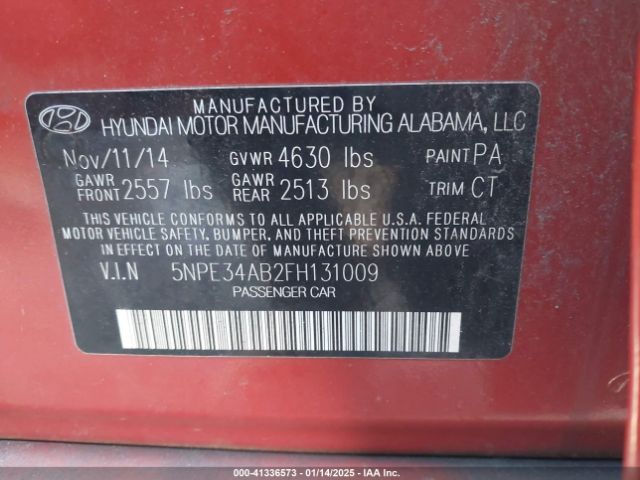 MANUFACTURED BY
HYUNDAI MOTOR MANUFACTURING ALABAMA, LLC
Nov/11/14 GVWR 4630 lbs PAINT PA
GAWR FRONT 2557 lbs GAWR REAR 2513 lbs TRIM CT
THIS VEHICLE CONFORMS TO ALL APPLICABLE U.S.A. FEDERAL
MOTOR VEHICLE SAFETY, BUMPER, AND THEFT PREVENTION STANDARDS
IN EFFECT ON THE DATE OF MANUFACTURE SHOWN ABOVE.
V.I.N 5NPE34AB2FH131009
PASSENGER CAR
000-41336573 - 01/14/2025 - IAA Inc.